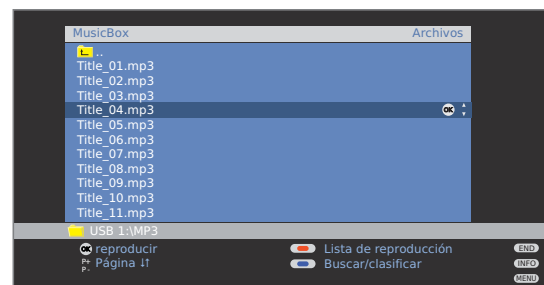 MusicBox Archivos
..
Title_01.mp3
Title_02.mp3
Title_03.mp3
Title_04.mp3 OK
Title_05.mp3
Title_06.mp3
Title_07.mp3
Title_08.mp3
Title_09.mp3
Title_10.mp3
Title_11.mp3
USB 1:\MP3
OK reproducir Lista de reproducción END
P+ P- Página ↓↑ Buscar/clasificar INFO
MENU